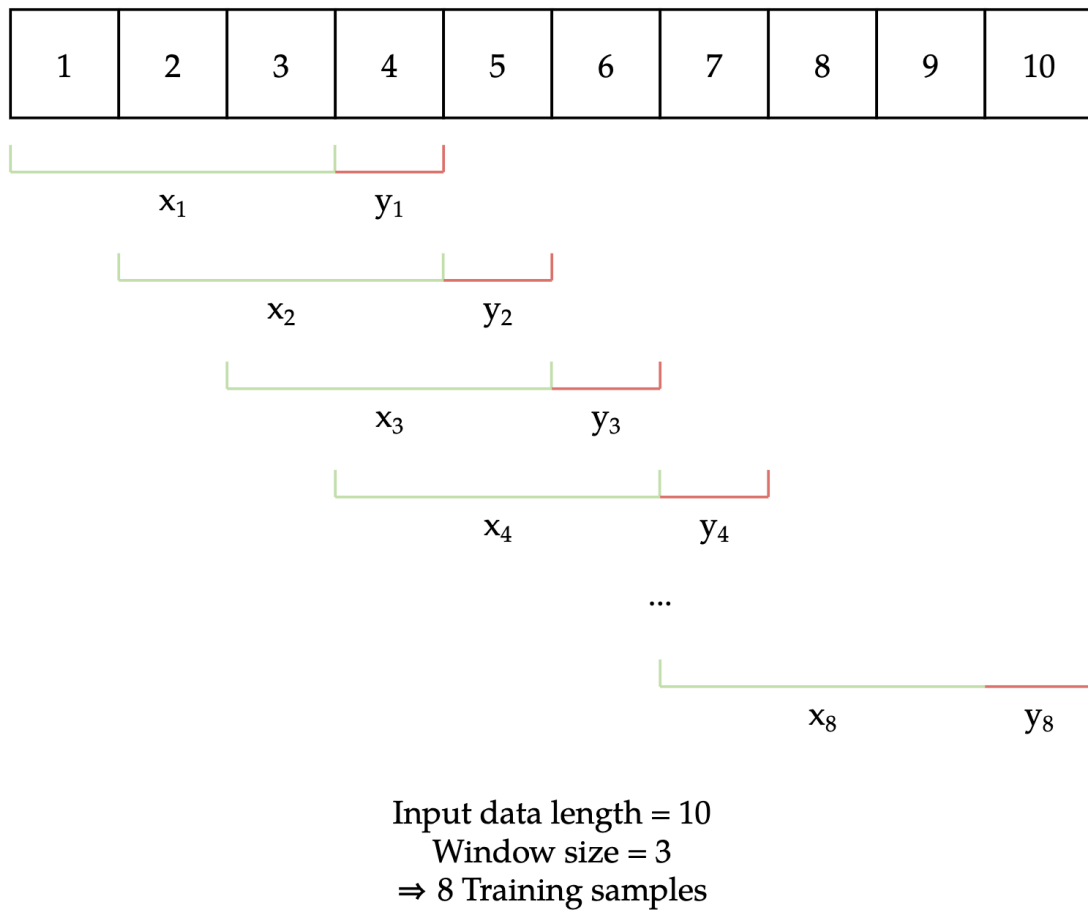 1 2 3 4 5 6 7 8 9 10
x₁ y₁
x₂ y₂
x₃ y₃
x₄ y₄
...
x₈ y₈
Input data length = 10
Window size = 3
⇒ 8 Training samples